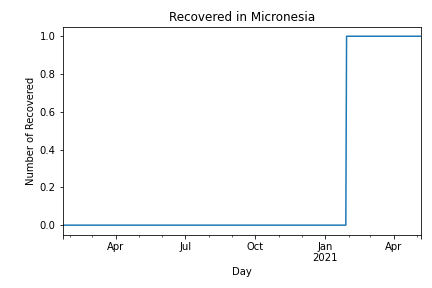 Recovered in Micronesia
Number of Recovered
1.0
0.8
0.6
0.4
0.2
0.0
Apr
Jul
Oct
Jan
2021
Apr
Day